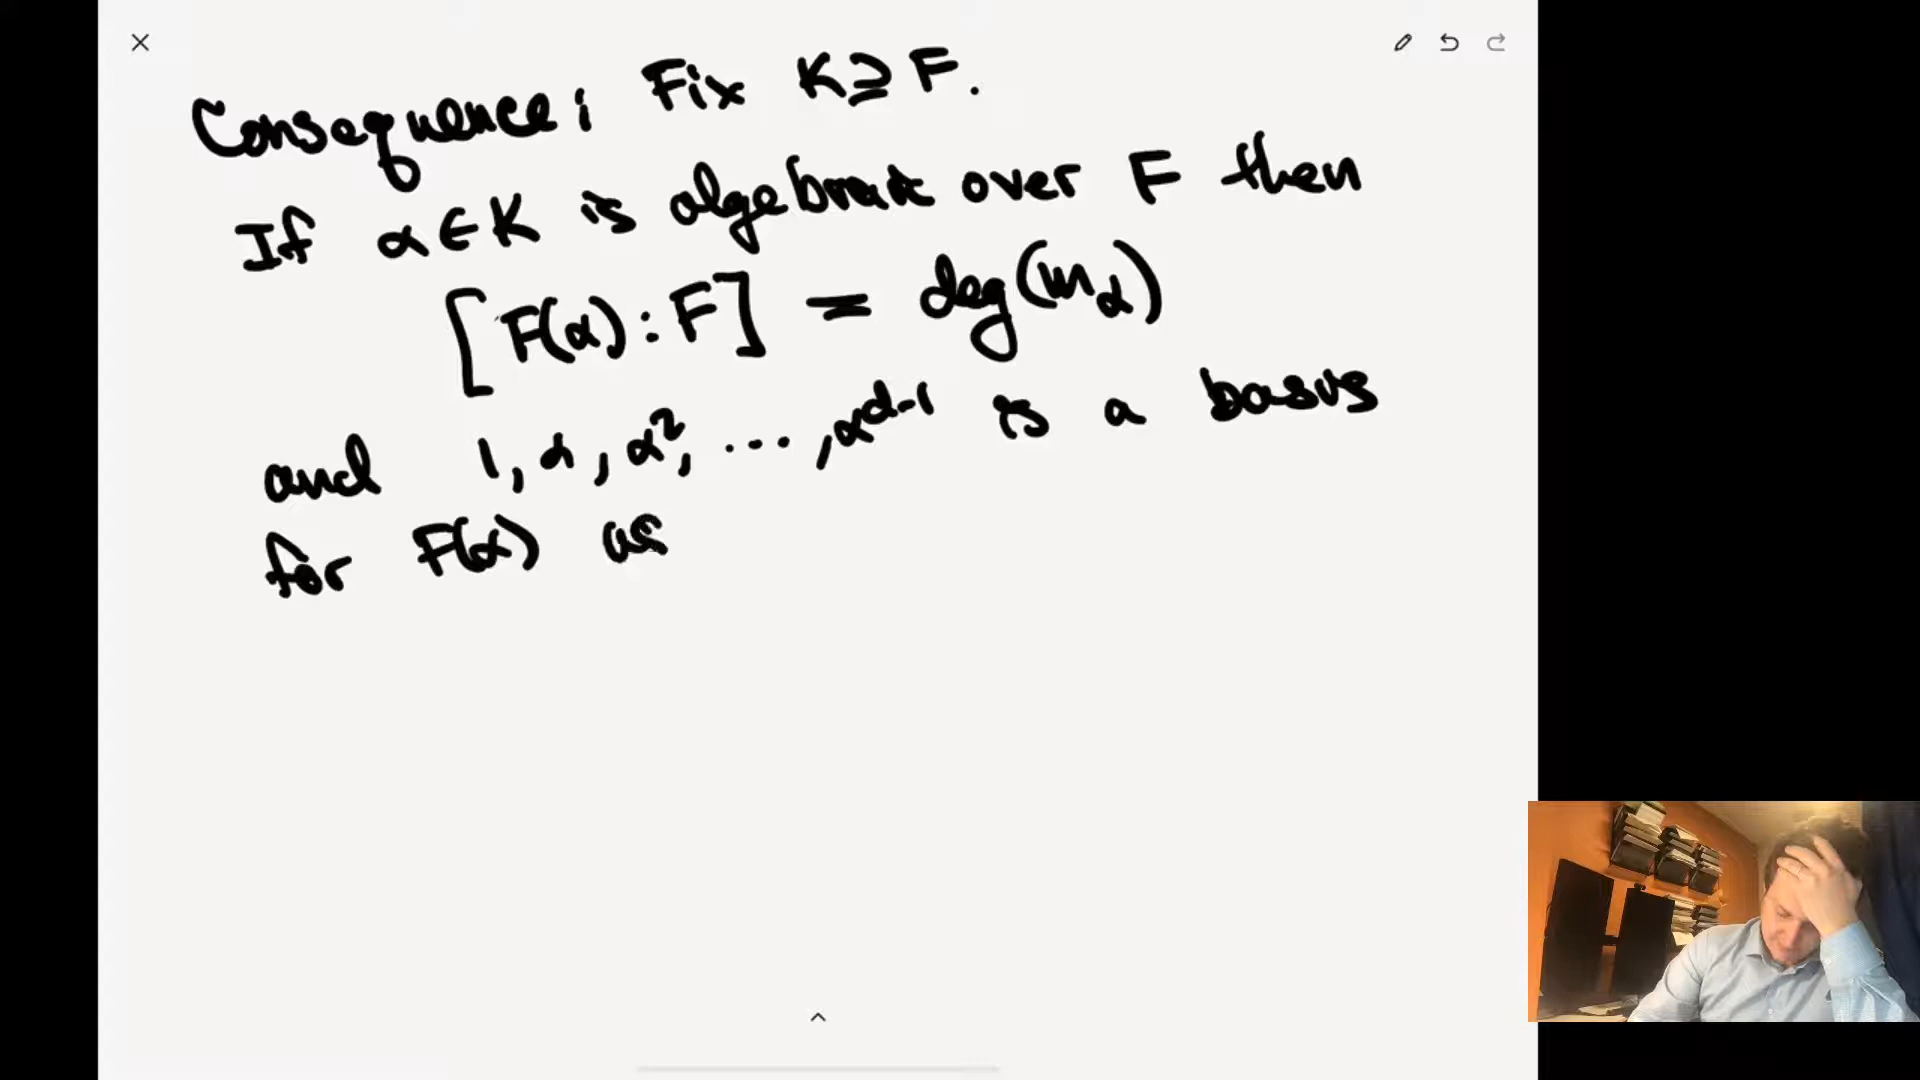 Consequence: Fix K ⊇ F.
If α ∈ K is algebraic over F then
[F(α) : F] = deg(m_α)
and 1, α, α², ..., α^{d-1} is a basis
for F(α) as